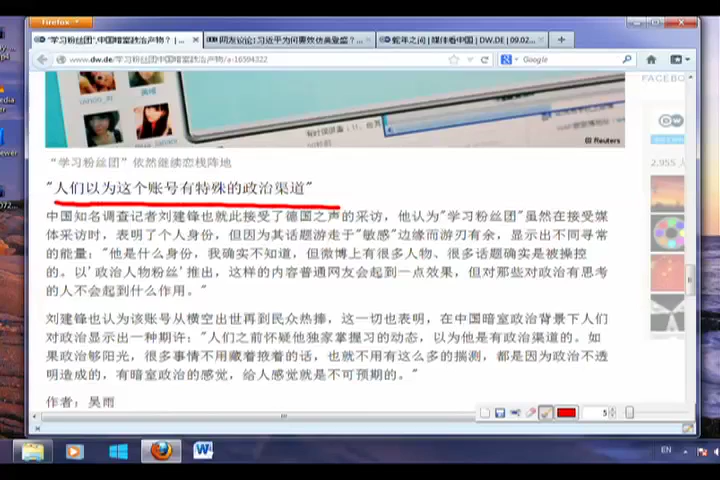 Firefox
"学习粉丝团",中国暗室政治产物? | ...
网友议论:习近平为何要效仿奥登盛? ...
蛇年之间 | 媒体看中国 | DW.DE | 09.02...
www.dw.de/学习粉丝团中国暗室政治产物/a-16594322
Google
FACEBO
2,955
© Reuters
"学习粉丝团"依然继续恋栈阵地
"人们以为这个账号有特殊的政治渠道"
中国知名调查记者刘建锋也就此接受了德国之声的采访，他认为"学习粉丝团"虽然在接受媒
体采访时，表明了个人身份，但因为其话题游走于"敏感"边缘而游刃有余，显示出不同寻常
的能量："他是什么身份，我确实不知道，但微博上有很多人物、很多话题确实是被操控
的。以'政治人物粉丝'推出，这样的内容普通网友会起到一点效果，但对那些对政治有思考
的人不会起到什么作用。"
刘建锋也认为该账号从横空出世再到民众热捧，这一切也表明，在中国暗室政治背景下人们
对政治显示出一种期许："人们之前怀疑他独家掌握习的动态，以为他是有政治渠道的。如
果政治够阳光，很多事情不用藏着掖着的话，也就不用有这么多的揣测，都是因为政治不透
明造成的，有暗室政治的感觉，给人感觉就是不可预期的。"
作者：吴雨
5
EN